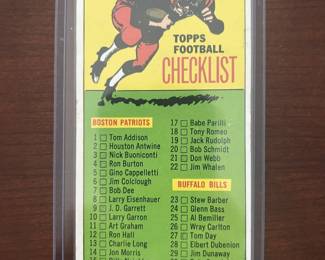 TOPPS
FOOTBALL
CHECKLIST
BOSTON PATRIOTS
1 Tom Addison
2 Houston Antwine
3 Nick Buoniconti
4 Ron Burton
5 Gino Cappelletti
6 Jim Colclough
7 Bob Dee
8 Larry Eisenhauer
9 J. D. Garrett
10 Larry Garron
11 Art Graham
12 Ron Hall
13 Charlie Long
14 Jon Morris
17 Babe Parilli
18 Tony Romeo
19 Jack Rudolph
20 Bob Schmidt
21 Don Webb
22 Jim Whalen
BUFFALO BILLS
23 Stew Barber
24 Glenn Bass
25 Al Bemiller
26 Wray Carlton
27 Tom Day
28 Elbert Dubenion
29 Jim Dunaway